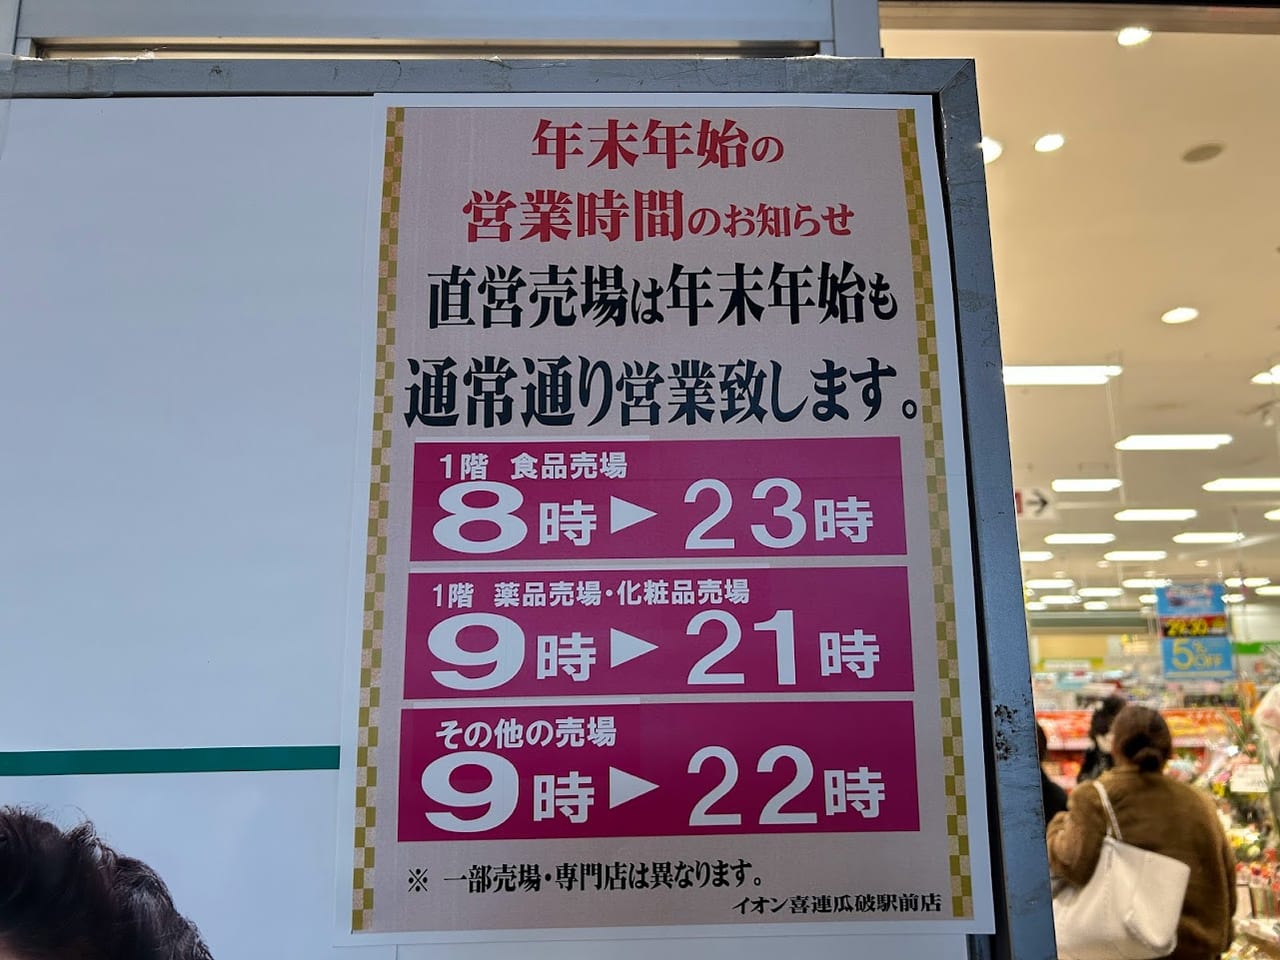 年末年始の
営業時間のお知らせ
直営売場は年末年始も
通常通り営業致します。
1階 食品売場
8時▶23時
1階 薬品売場・化粧品売場
9時▶21時
その他の売場
9時▶22時
※ 一部売場・専門店は異なります。
イオン喜連瓜破駅前店
29.30
5% OFF